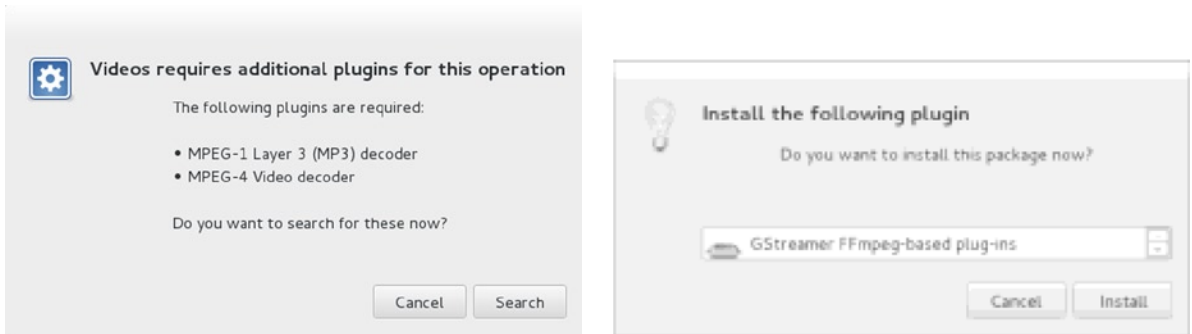 Videos requires additional plugins for this operation
The following plugins are required:
• MPEG-1 Layer 3 (MP3) decoder
• MPEG-4 Video decoder
Do you want to search for these now?
Cancel
Search
Install the following plugin
Do you want to install this package now?
GStreamer FFmpeg-based plug-ins
Cancel
Install